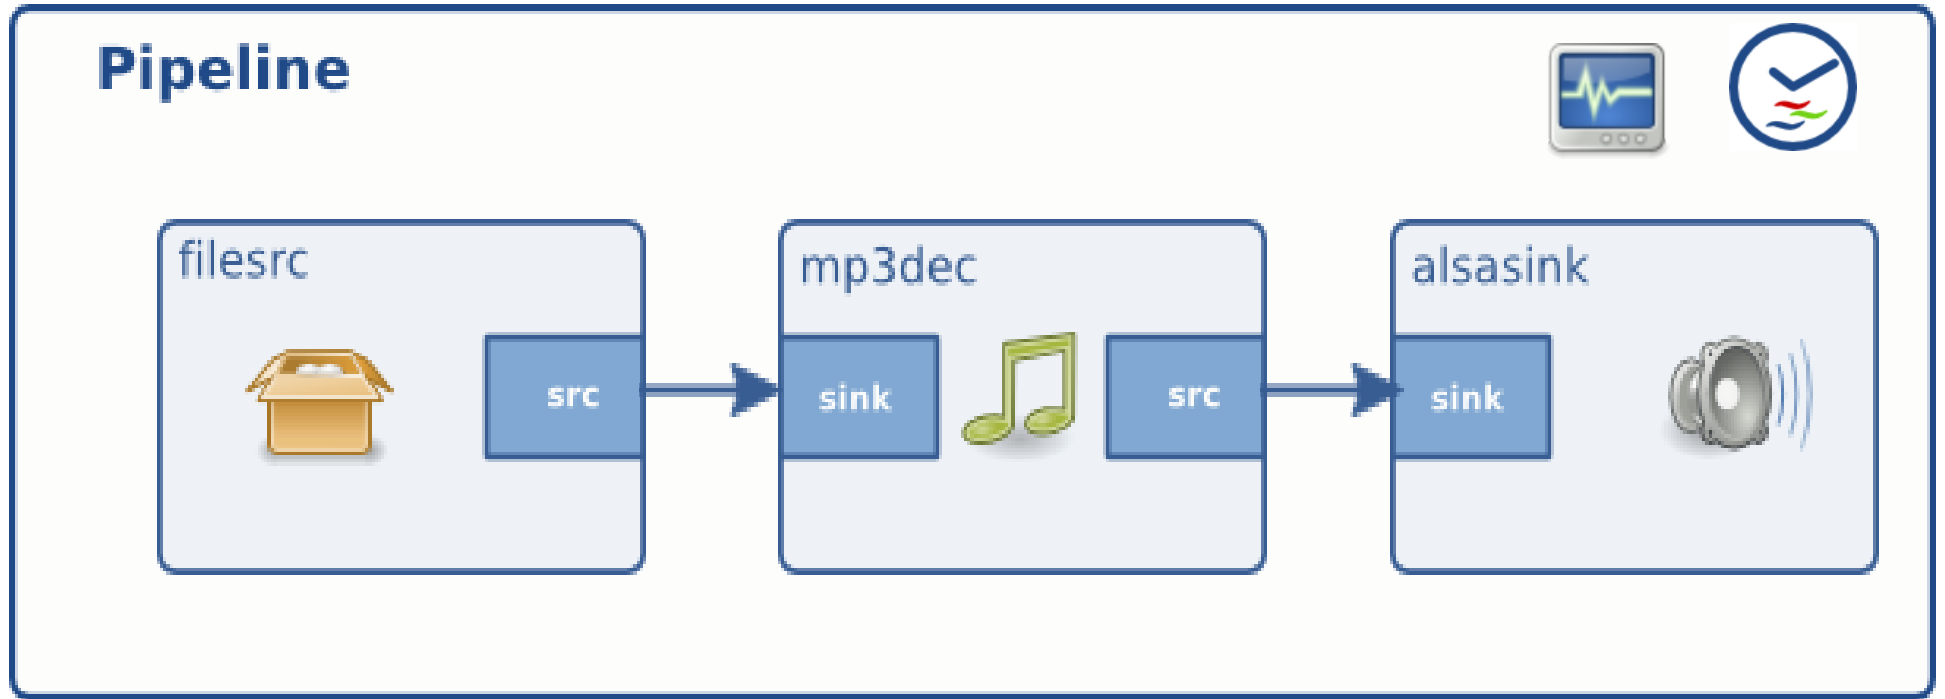 Pipeline
filesrc
mp3dec
alsasink
src
sink
src
sink